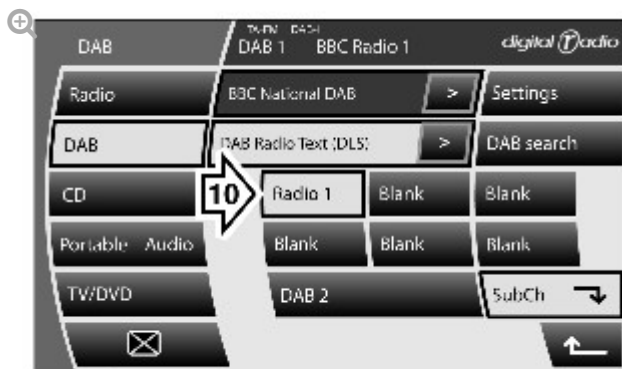 DAB
DAB 1 BBC Radio 1
digital radio
Radio
BBC National DAB >
Settings
DAB
DAB Radio Text (DLS) >
DAB search
CD
10
Radio 1
Blank
Blank
Portable Audio
Blank
Blank
Blank
TV/DVD
DAB 2
SubCh